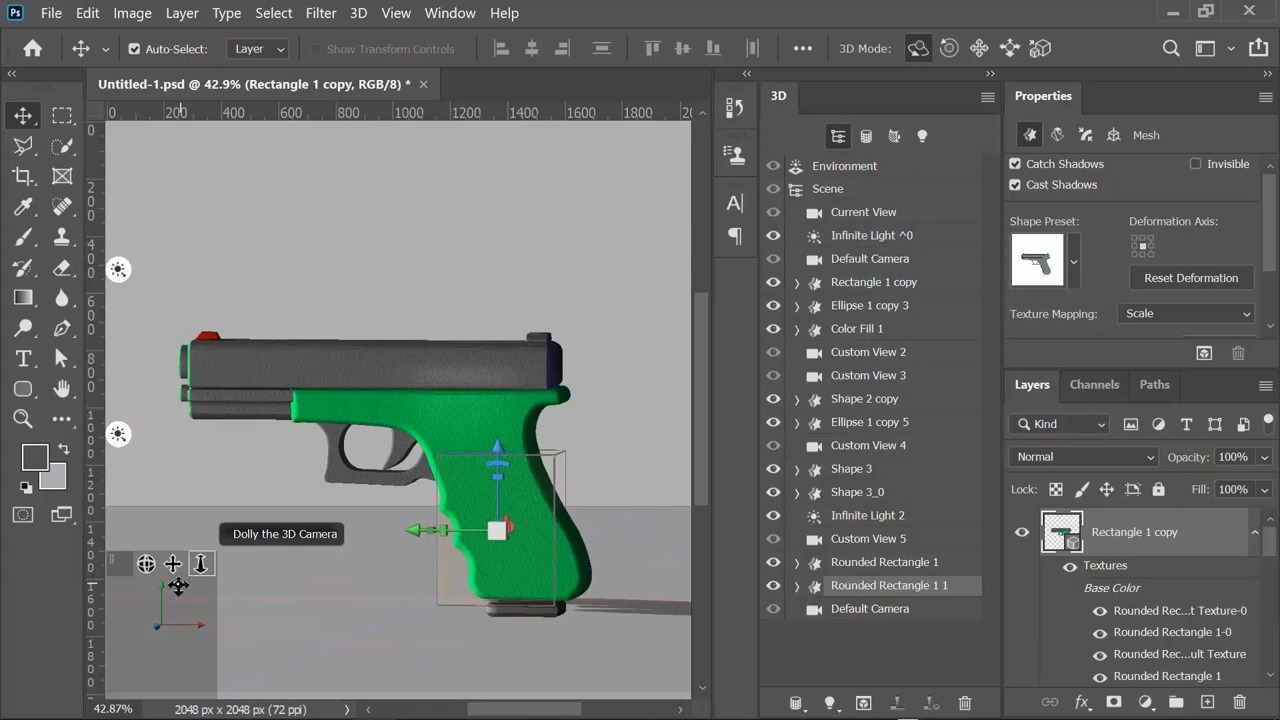 Ps File Edit Image Layer Type Select Filter 3D View Window Help
Auto-Select: Layer Show Transform Controls ••• 3D Mode:
Untitled-1.psd @ 42.9% (Rectangle 1 copy, RGB/8) *
0 200 400 600 800 1000 1200 1400 1600 1800
Dolly the 3D Camera
42.87% 2048 px x 2048 px (72 ppi)
3D
Environment
Scene
Current View
Infinite Light ^0
Default Camera
Rectangle 1 copy
Ellipse 1 copy 3
Color Fill 1
Custom View 2
Custom View 3
Shape 2 copy
Ellipse 1 copy 5
Custom View 4
Shape 3
Shape 3_0
Infinite Light 2
Custom View 5
Rounded Rectangle 1
Rounded Rectangle 1 1
Default Camera
Properties
Mesh
Catch Shadows Invisible
Cast Shadows
Shape Preset: Deformation Axis:
Reset Deformation
Texture Mapping: Scale
Layers Channels Paths
Kind
Normal Opacity: 100%
Lock: Fill: 100%
Rectangle 1 copy
Textures
Base Color
Rounded Rec...t Texture-0
Rounded Rectangle 1-0
Rounded Rec...ult Texture
Rounded Rectangle 1
fx